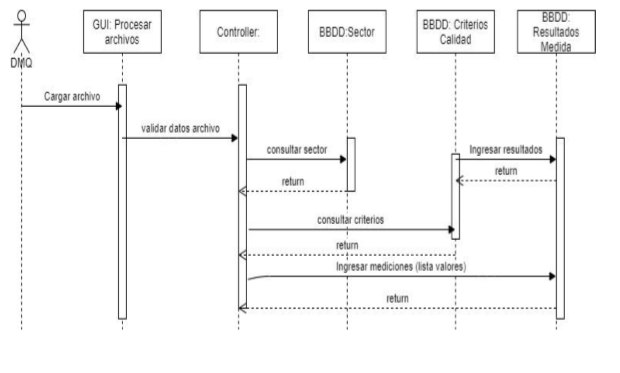 GUI: Procesar
archivos
Controller:
BBDD:Sector
BBDD: Criterios
Calidad
BBDD:
Resultados
Medida
DMQ
Cargar archivo
validar datos archivo
consultar sector
Ingresar resultados
return
return
consultar criterios
return
Ingresar mediciones (lista valores)
return